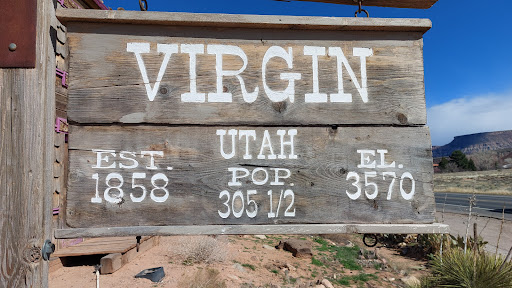 VIRGIN
UTAH
EST. POP. EL.
1858 305 1/2 3570